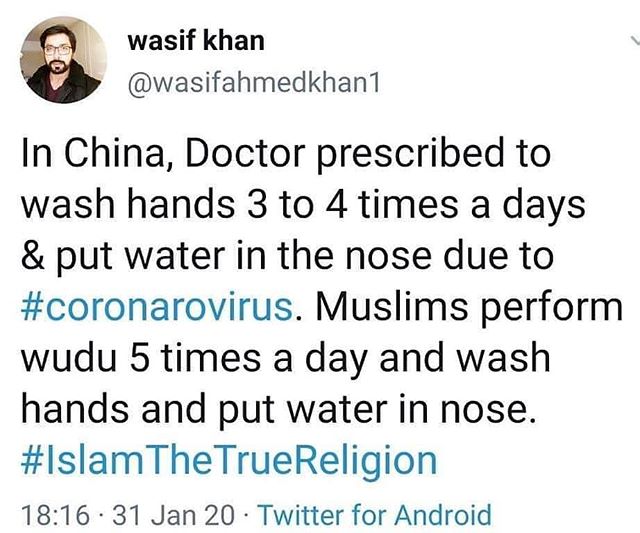 wasif khan
@wasifahmedkhan1
In China, Doctor prescribed to
wash hands 3 to 4 times a days
& put water in the nose due to
#coronarovirus. Muslims perform
wudu 5 times a day and wash
hands and put water in nose.
#IslamTheTrueReligion
18:16 · 31 Jan 20 · Twitter for Android